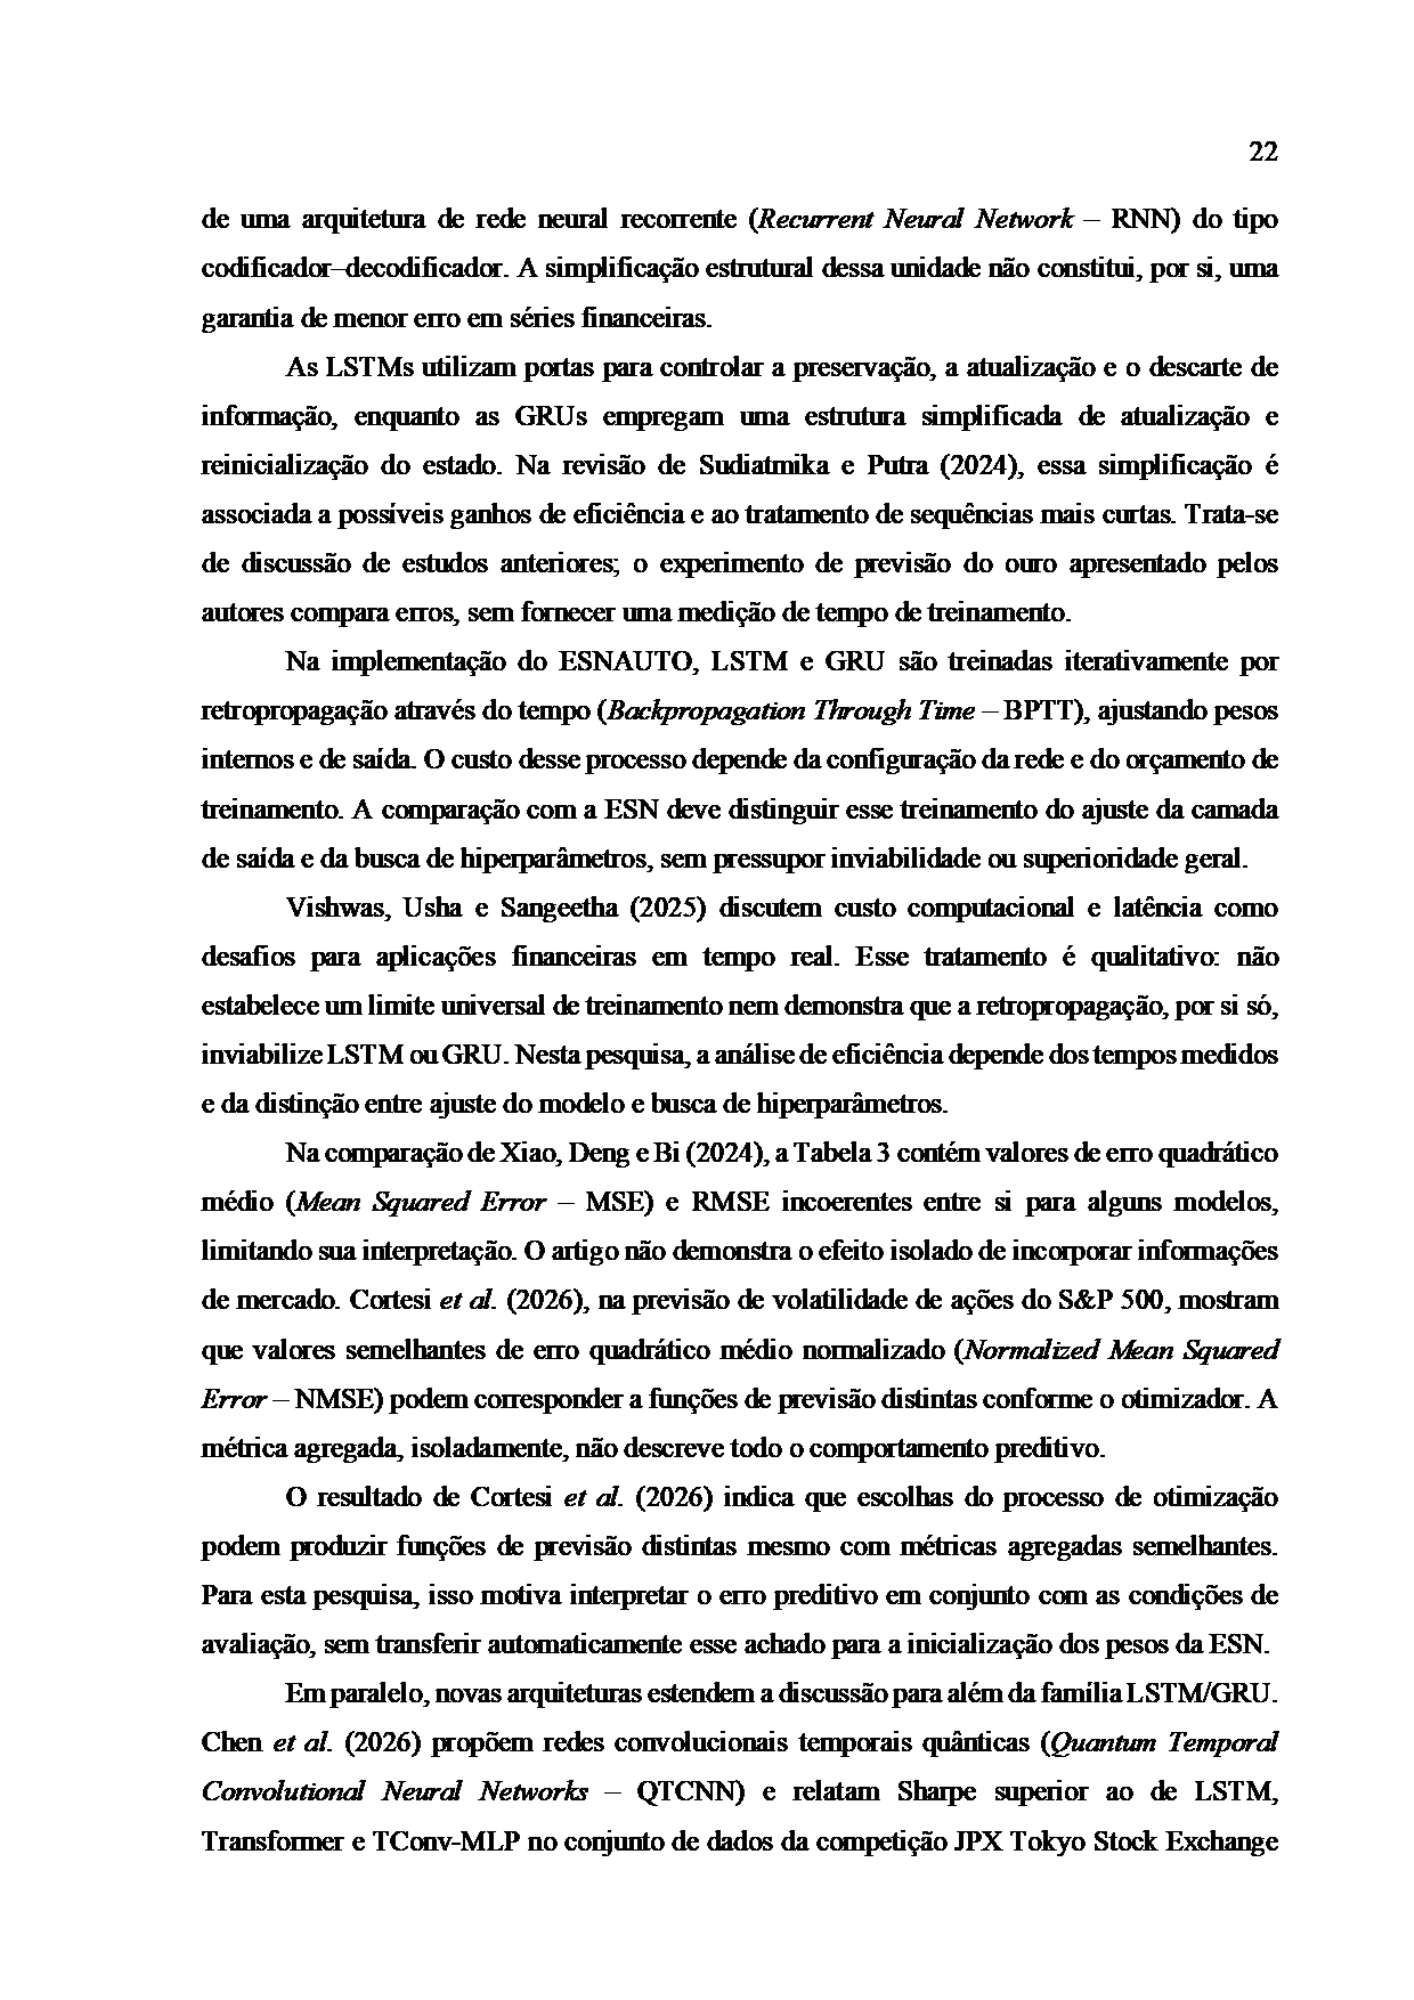 22
de uma arquitetura de rede neural recorrente (Recurrent Neural Network – RNN) do tipo
codificador–decodificador. A simplificação estrutural dessa unidade não constitui, por si, uma
garantia de menor erro em séries financeiras.
As LSTMs utilizam portas para controlar a preservação, a atualização e o descarte de
informação, enquanto as GRUs empregam uma estrutura simplificada de atualização e
reinicialização do estado. Na revisão de Sudiatmika e Putra (2024), essa simplificação é
associada a possíveis ganhos de eficiência e ao tratamento de sequências mais curtas. Trata-se
de discussão de estudos anteriores; o experimento de previsão do ouro apresentado pelos
autores compara erros, sem fornecer uma medição de tempo de treinamento.
Na implementação do ESNAUTO, LSTM e GRU são treinadas iterativamente por
retropropagação através do tempo (Backpropagation Through Time – BPTT), ajustando pesos
internos e de saída. O custo desse processo depende da configuração da rede e do orçamento de
treinamento. A comparação com a ESN deve distinguir esse treinamento do ajuste da camada
de saída e da busca de hiperparâmetros, sem pressupor inviabilidade ou superioridade geral.
Vishwas, Usha e Sangeetha (2025) discutem custo computacional e latência como
desafios para aplicações financeiras em tempo real. Esse tratamento é qualitativo: não
estabelece um limite universal de treinamento nem demonstra que a retropropagação, por si só,
inviabilize LSTM ou GRU. Nesta pesquisa, a análise de eficiência depende dos tempos medidos
e da distinção entre ajuste do modelo e busca de hiperparâmetros.
Na comparação de Xiao, Deng e Bi (2024), a Tabela 3 contém valores de erro quadrático
médio (Mean Squared Error – MSE) e RMSE incoerentes entre si para alguns modelos,
limitando sua interpretação. O artigo não demonstra o efeito isolado de incorporar informações
de mercado. Cortesi et al. (2026), na previsão de volatilidade de ações do S&P 500, mostram
que valores semelhantes de erro quadrático médio normalizado (Normalized Mean Squared
Error – NMSE) podem corresponder a funções de previsão distintas conforme o otimizador. A
métrica agregada, isoladamente, não descreve todo o comportamento preditivo.
O resultado de Cortesi et al. (2026) indica que escolhas do processo de otimização
podem produzir funções de previsão distintas mesmo com métricas agregadas semelhantes.
Para esta pesquisa, isso motiva interpretar o erro preditivo em conjunto com as condições de
avaliação, sem transferir automaticamente esse achado para a inicialização dos pesos da ESN.
Em paralelo, novas arquiteturas estendem a discussão para além da família LSTM/GRU.
Chen et al. (2026) propõem redes convolucionais temporais quânticas (Quantum Temporal
Convolutional Neural Networks – QTCNN) e relatam Sharpe superior ao de LSTM,
Transformer e TConv-MLP no conjunto de dados da competição JPX Tokyo Stock Exchange